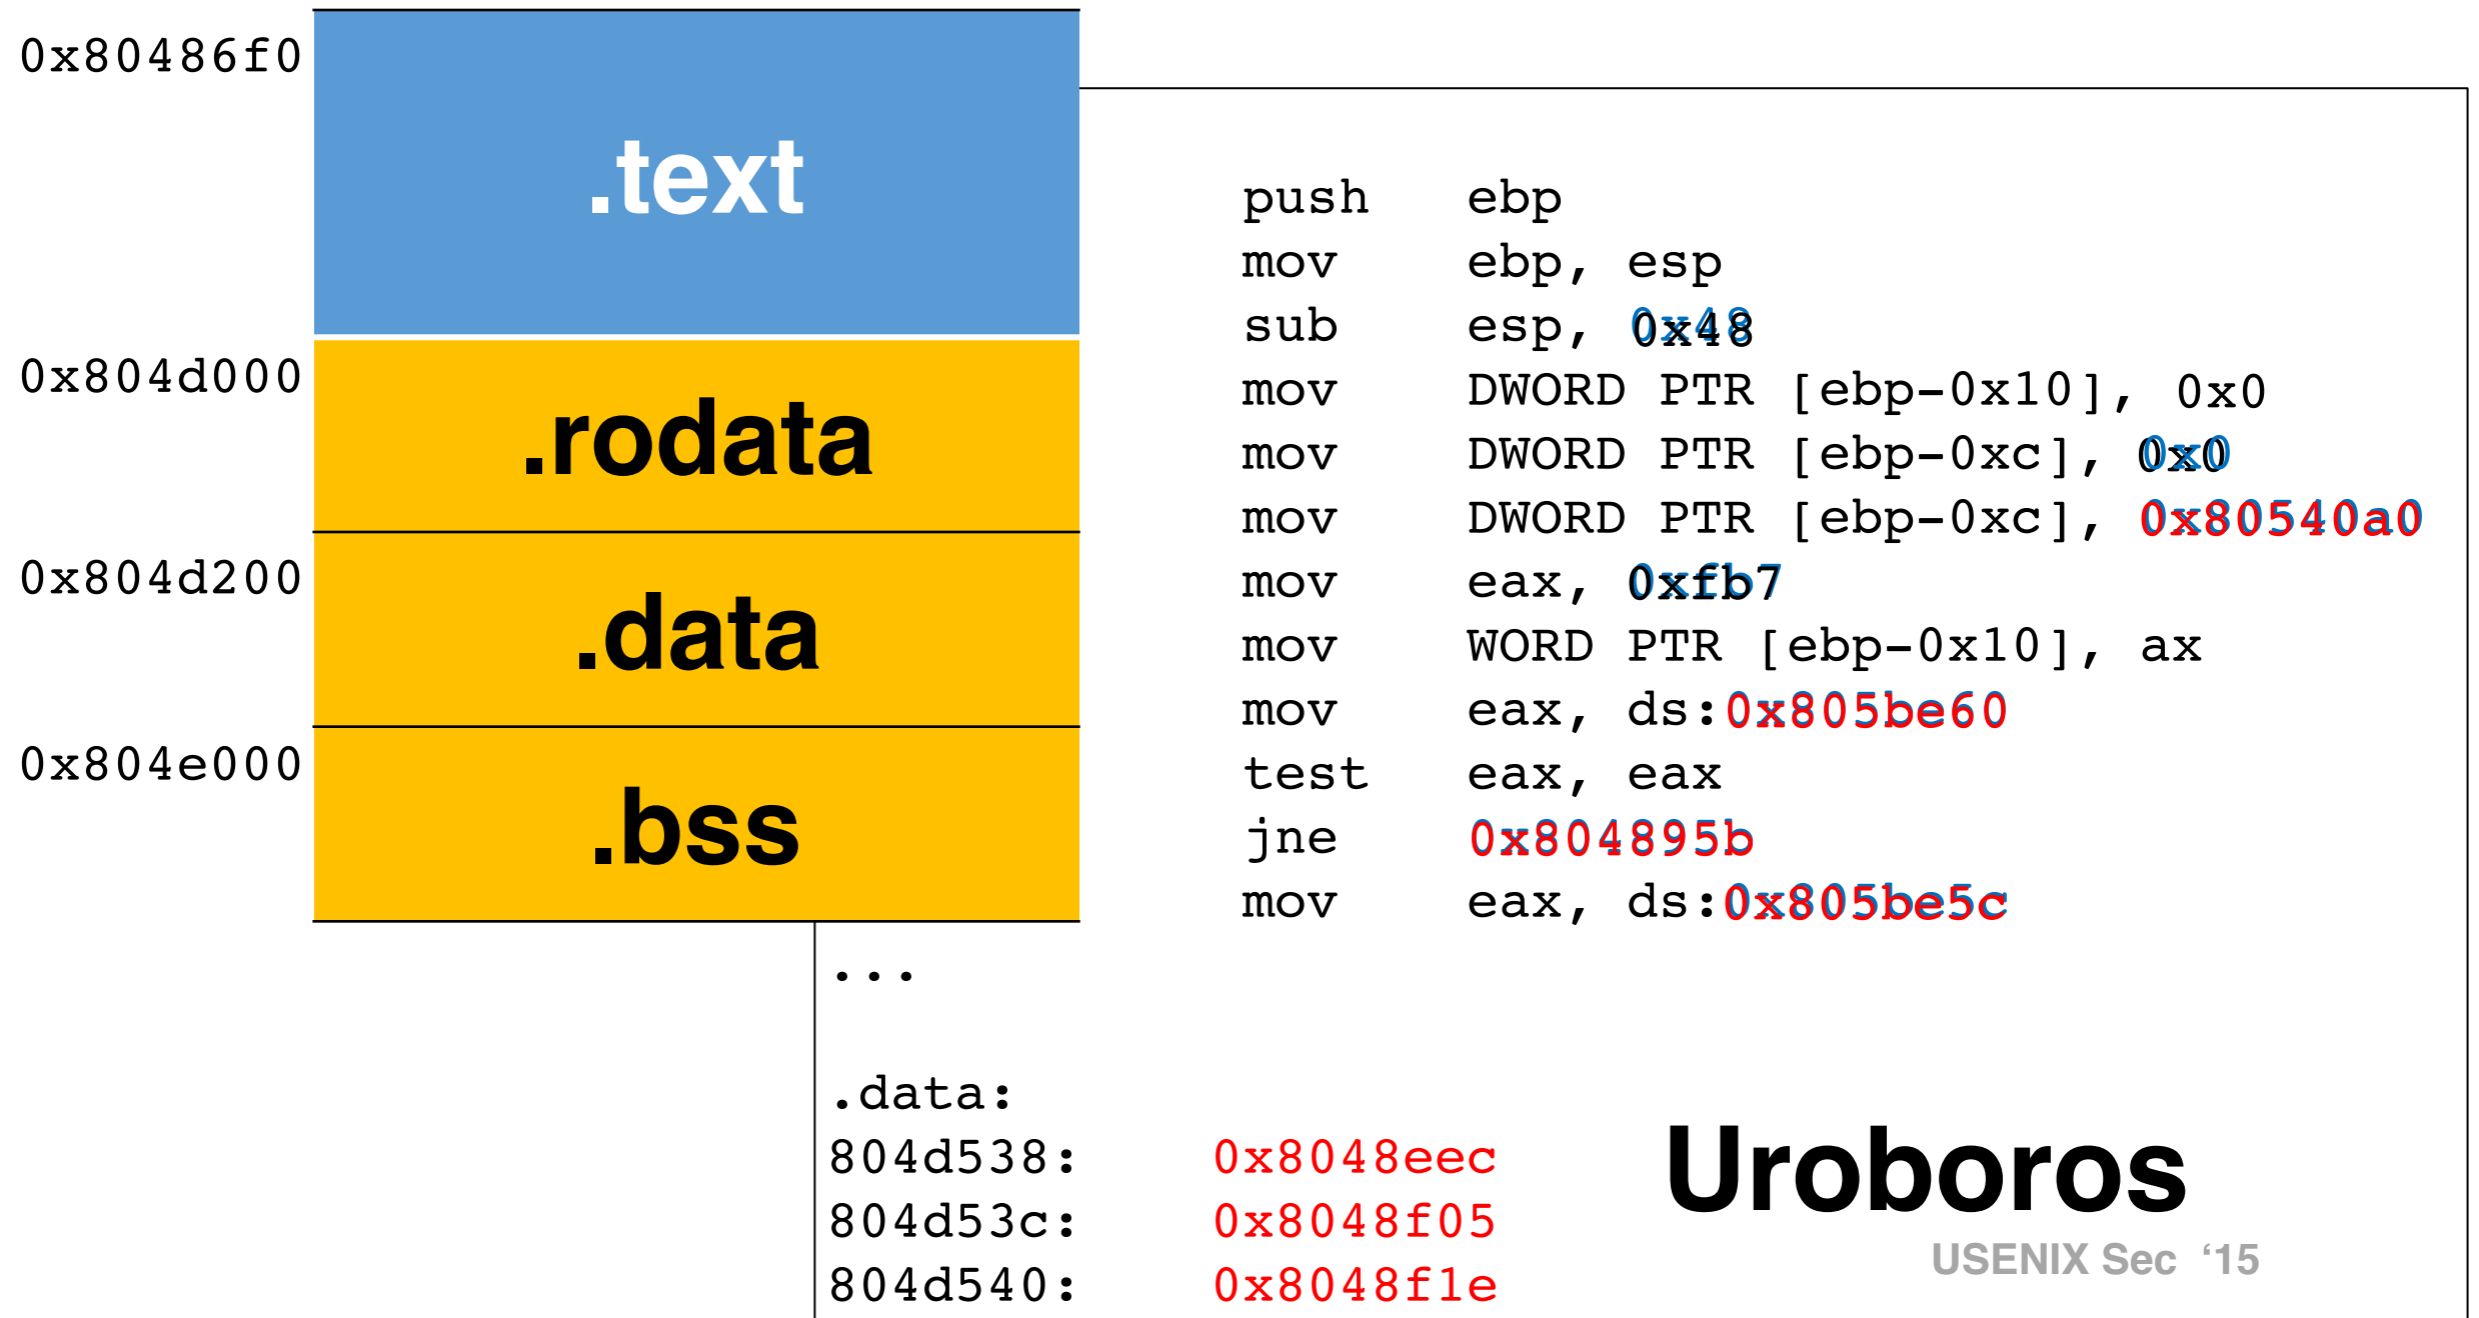 0x80486f0
.text
0x804d000
.rodata
0x804d200
.data
0x804e000
.bss
push ebp
mov ebp, esp
sub esp, 0x48
mov DWORD PTR [ebp-0x10], 0x0
mov DWORD PTR [ebp-0xc], 0x0
mov DWORD PTR [ebp-0xc], 0x80540a0
mov eax, 0xfb7
mov WORD PTR [ebp-0x10], ax
mov eax, ds:0x805be60
test eax, eax
jne 0x804895b
mov eax, ds:0x805be5c
...
.data:
804d538: 0x8048eec
804d53c: 0x8048f05
804d540: 0x8048f1e
Uroboros
USENIX Sec ‘15